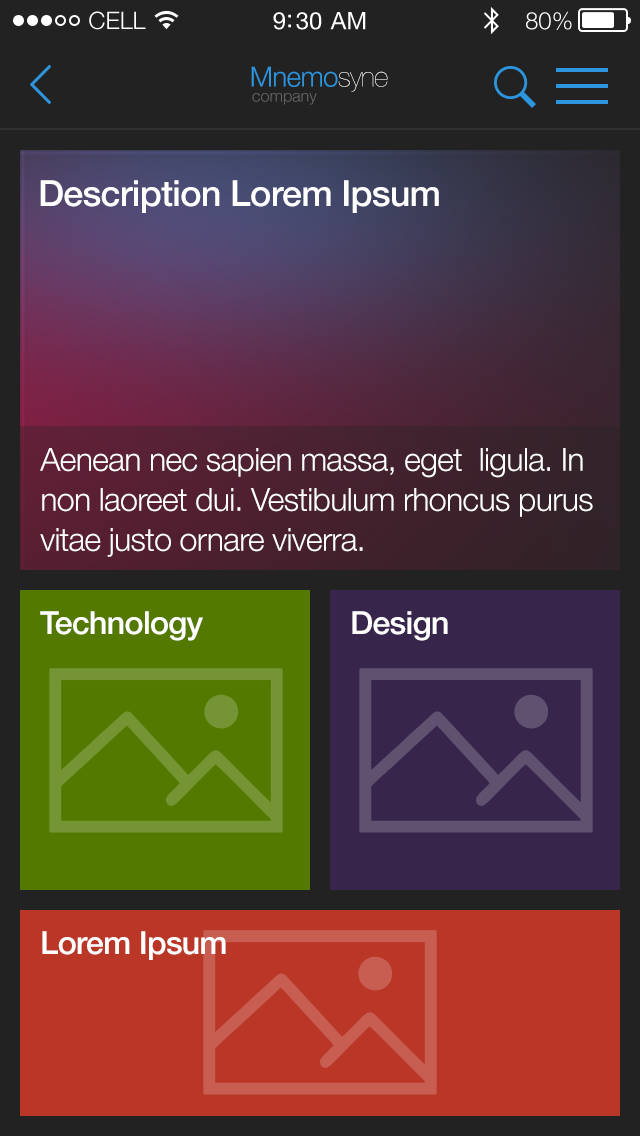 CELL 9:30 AM 80%
Mnemosyne
company
Description Lorem Ipsum
Aenean nec sapien massa, eget  ligula. In
non laoreet dui. Vestibulum rhoncus purus
vitae justo ornare viverra.
Technology Design
Lorem Ipsum